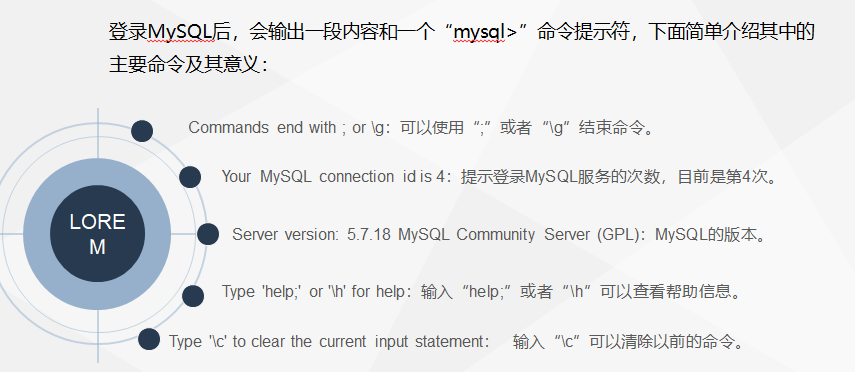 登录MySQL后，会输出一段内容和一个“mysql>”命令提示符，下面简单介绍其中的
主要命令及其意义：
Commands end with ; or \g：可以使用“;”或者“\g”结束命令。
Your MySQL connection id is 4：提示登录MySQL服务的次数，目前是第4次。
LORE
M
Server version: 5.7.18 MySQL Community Server (GPL)：MySQL的版本。
Type 'help;' or '\h' for help：输入“help;”或者“\h”可以查看帮助信息。
Type '\c' to clear the current input statement： 输入“\c”可以清除以前的命令。